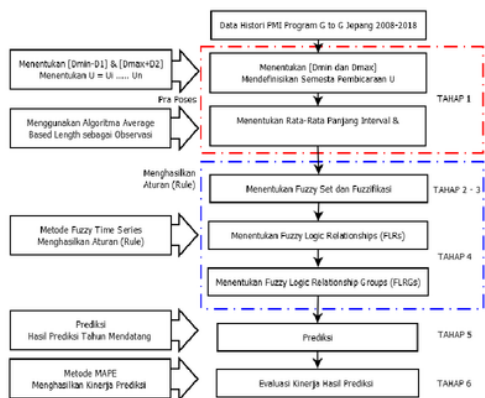 Data Histori PMI Program G to G Jepang 2008-2018
Menentukan [Dmin-D1] & [Dmax+D2]
Menentukan U = Ui ..... Un
Menentukan [Dmin dan Dmax]
Mendefinisikan Semesta Pembicaraan U
Pra Poses
TAHAP 1
Menggunakan Algoritma Average
Based Length sebagai Observasi
Menentukan Rata-Rata Panjang Interval &
Menghasilkan
Aturan (Rule)
Menentukan Fuzzy Set dan Fuzzifikasi
TAHAP 2 - 3
Metode Fuzzy Time Series
Menghasilkan Aturan (Rule)
Menentukan Fuzzy Logic Relationships (FLRs)
TAHAP 4
Menentukan Fuzzy Logic Relationship Groups (FLRGs)
Prediksi
Hasil Prediksi Tahun Mendatang
Prediksi
TAHAP 5
Metode MAPE
Menghasilkan Kinerja Prediksi
Evaluasi Kinerja Hasil Prediksi
TAHAP 6